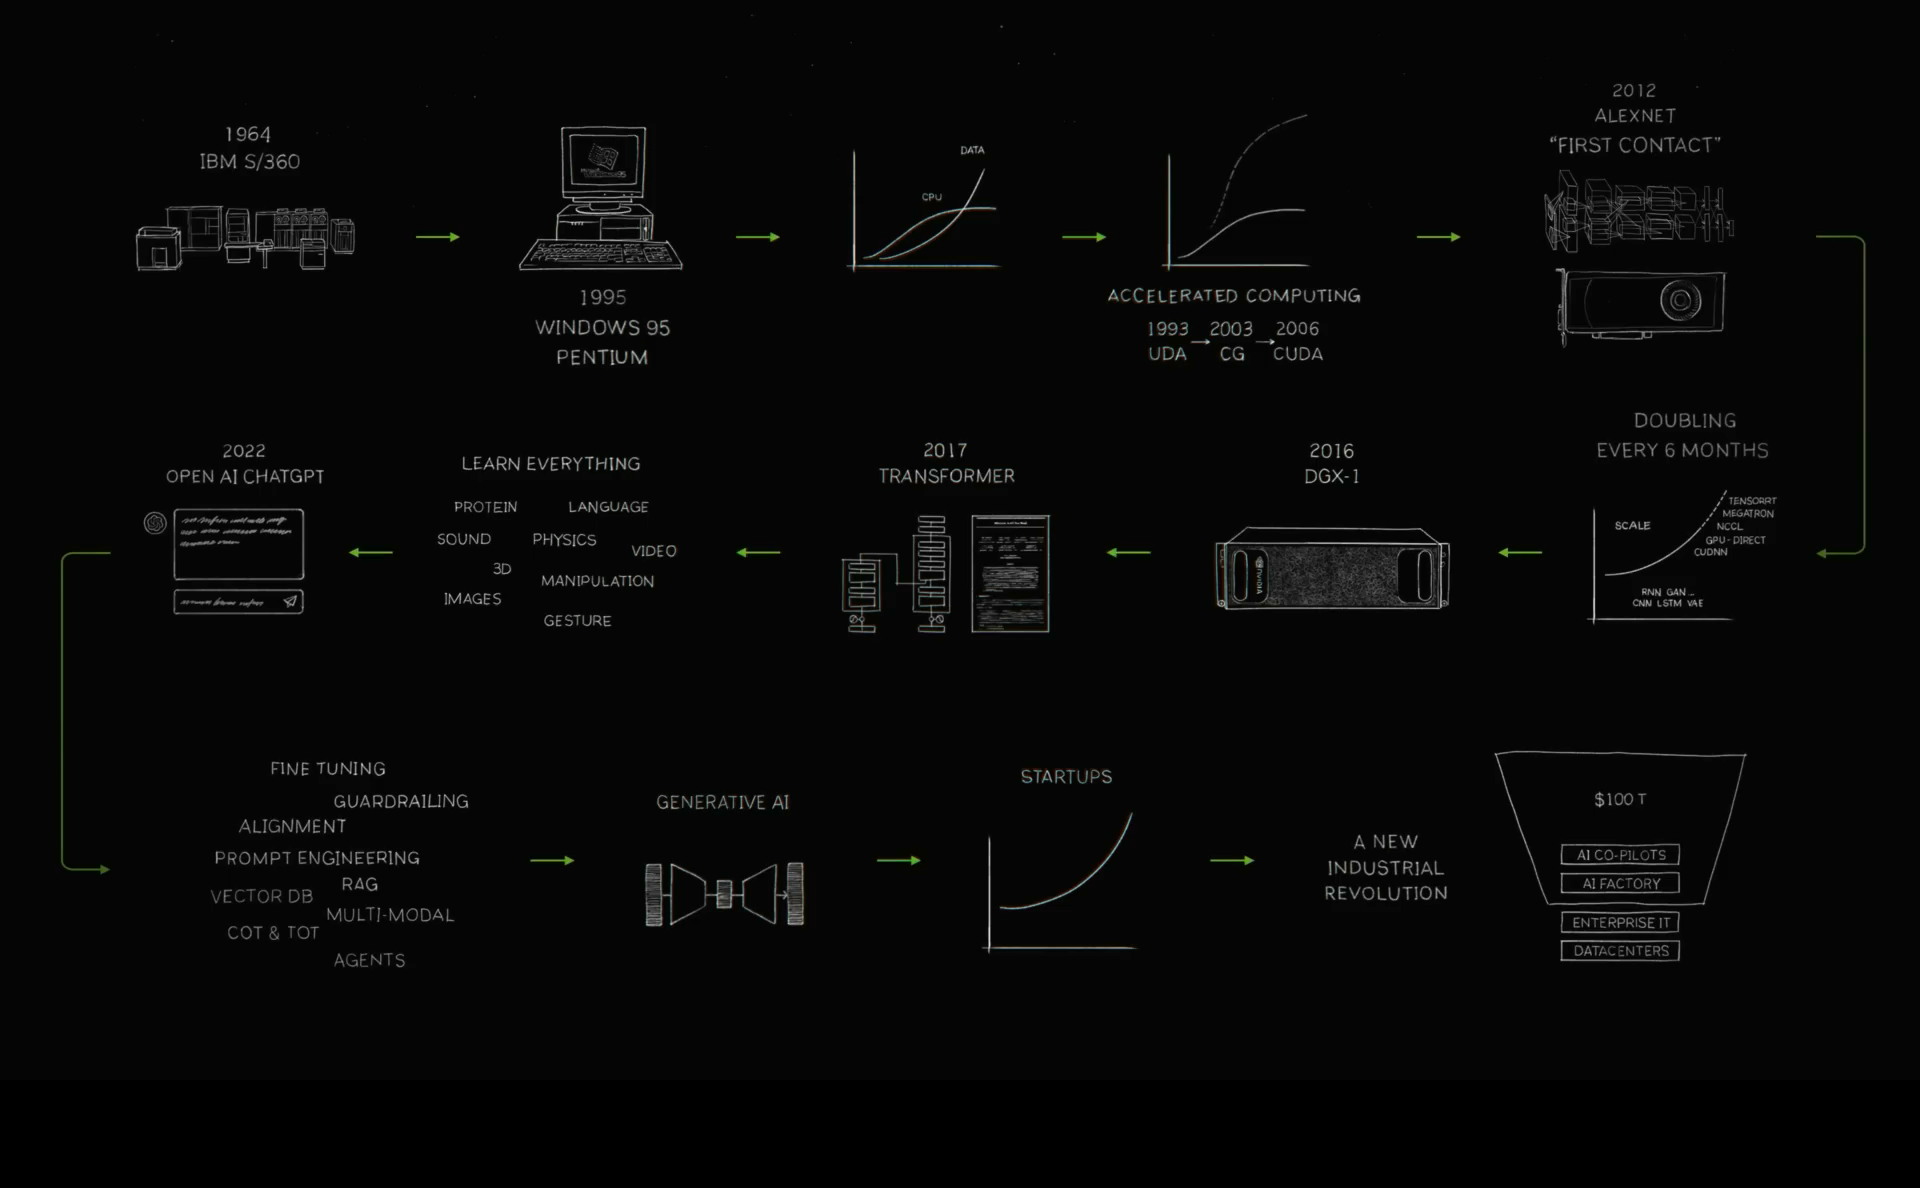 1964
IBM S/360
1995
WINDOWS 95
PENTIUM
DATA
CPU
ACCELERATED COMPUTING
1993 → 2003 → 2006
UDA CG CUDA
2012
ALEXNET
“FIRST CONTACT”
DOUBLING
EVERY 6 MONTHS
SCALE
TENSORRT
MEGATRON
NCCL
GPU-DIRECT
CUDNN
RNN GAN ...
CNN LSTM VAE
2016
DGX-1
NVIDIA
2017
TRANSFORMER
LEARN EVERYTHING
PROTEIN LANGUAGE
SOUND PHYSICS
VIDEO
3D
MANIPULATION
IMAGES
GESTURE
2022
OPEN AI CHATGPT
FINE TUNING
GUARDRAILING
ALIGNMENT
PROMPT ENGINEERING
RAG
VECTOR DB
MULTI-MODAL
COT & TOT
AGENTS
GENERATIVE AI
STARTUPS
A NEW
INDUSTRIAL
REVOLUTION
$100 T
AI CO-PILOTS
AI FACTORY
ENTERPRISE IT
DATACENTERS